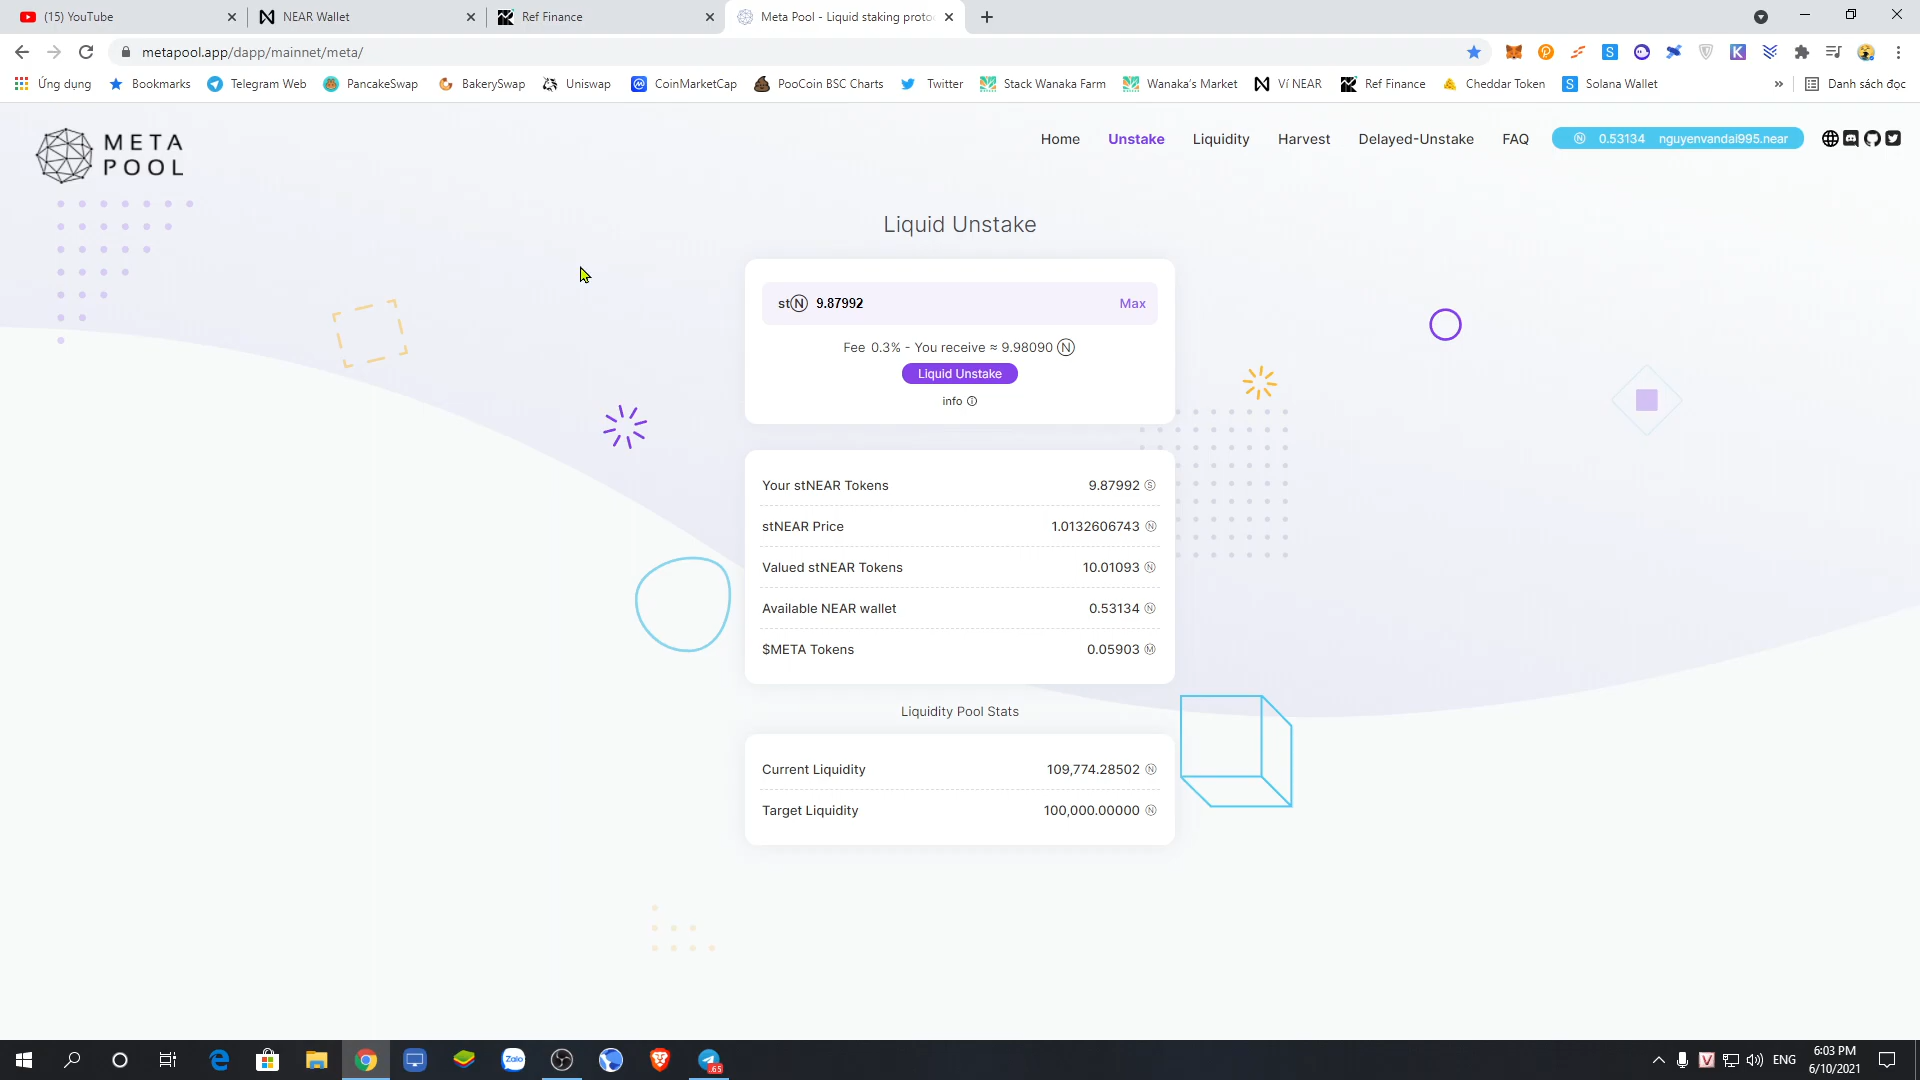 (15) YouTube
NEAR Wallet
Ref Finance
Meta Pool - Liquid staking proto
metapool.app/dapp/mainnet/meta/
Ứng dụng
Bookmarks
Telegram Web
PancakeSwap
BakerySwap
Uniswap
CoinMarketCap
PooCoin BSC Charts
Twitter
Stack Wanaka Farm
Wanaka's Market
Ví NEAR
Ref Finance
Cheddar Token
Solana Wallet
»
Danh sách đọc
META
POOL
Home
Unstake
Liquidity
Harvest
Delayed-Unstake
FAQ
0.53134 nguyenvandai995.near
Liquid Unstake
stⓃ 9.87992
Max
Fee 0.3% - You receive ≈ 9.98090 Ⓝ
Liquid Unstake
info ⓘ
Your stNEAR Tokens 9.87992 Ⓢ
stNEAR Price 1.0132606743 Ⓝ
Valued stNEAR Tokens 10.01093 Ⓝ
Available NEAR wallet 0.53134 Ⓝ
$META Tokens 0.05903 Ⓜ
Liquidity Pool Stats
Current Liquidity 109,774.28502 Ⓝ
Target Liquidity 100,000.00000 Ⓝ
Zalo
65
ENG
6:03 PM
6/10/2021